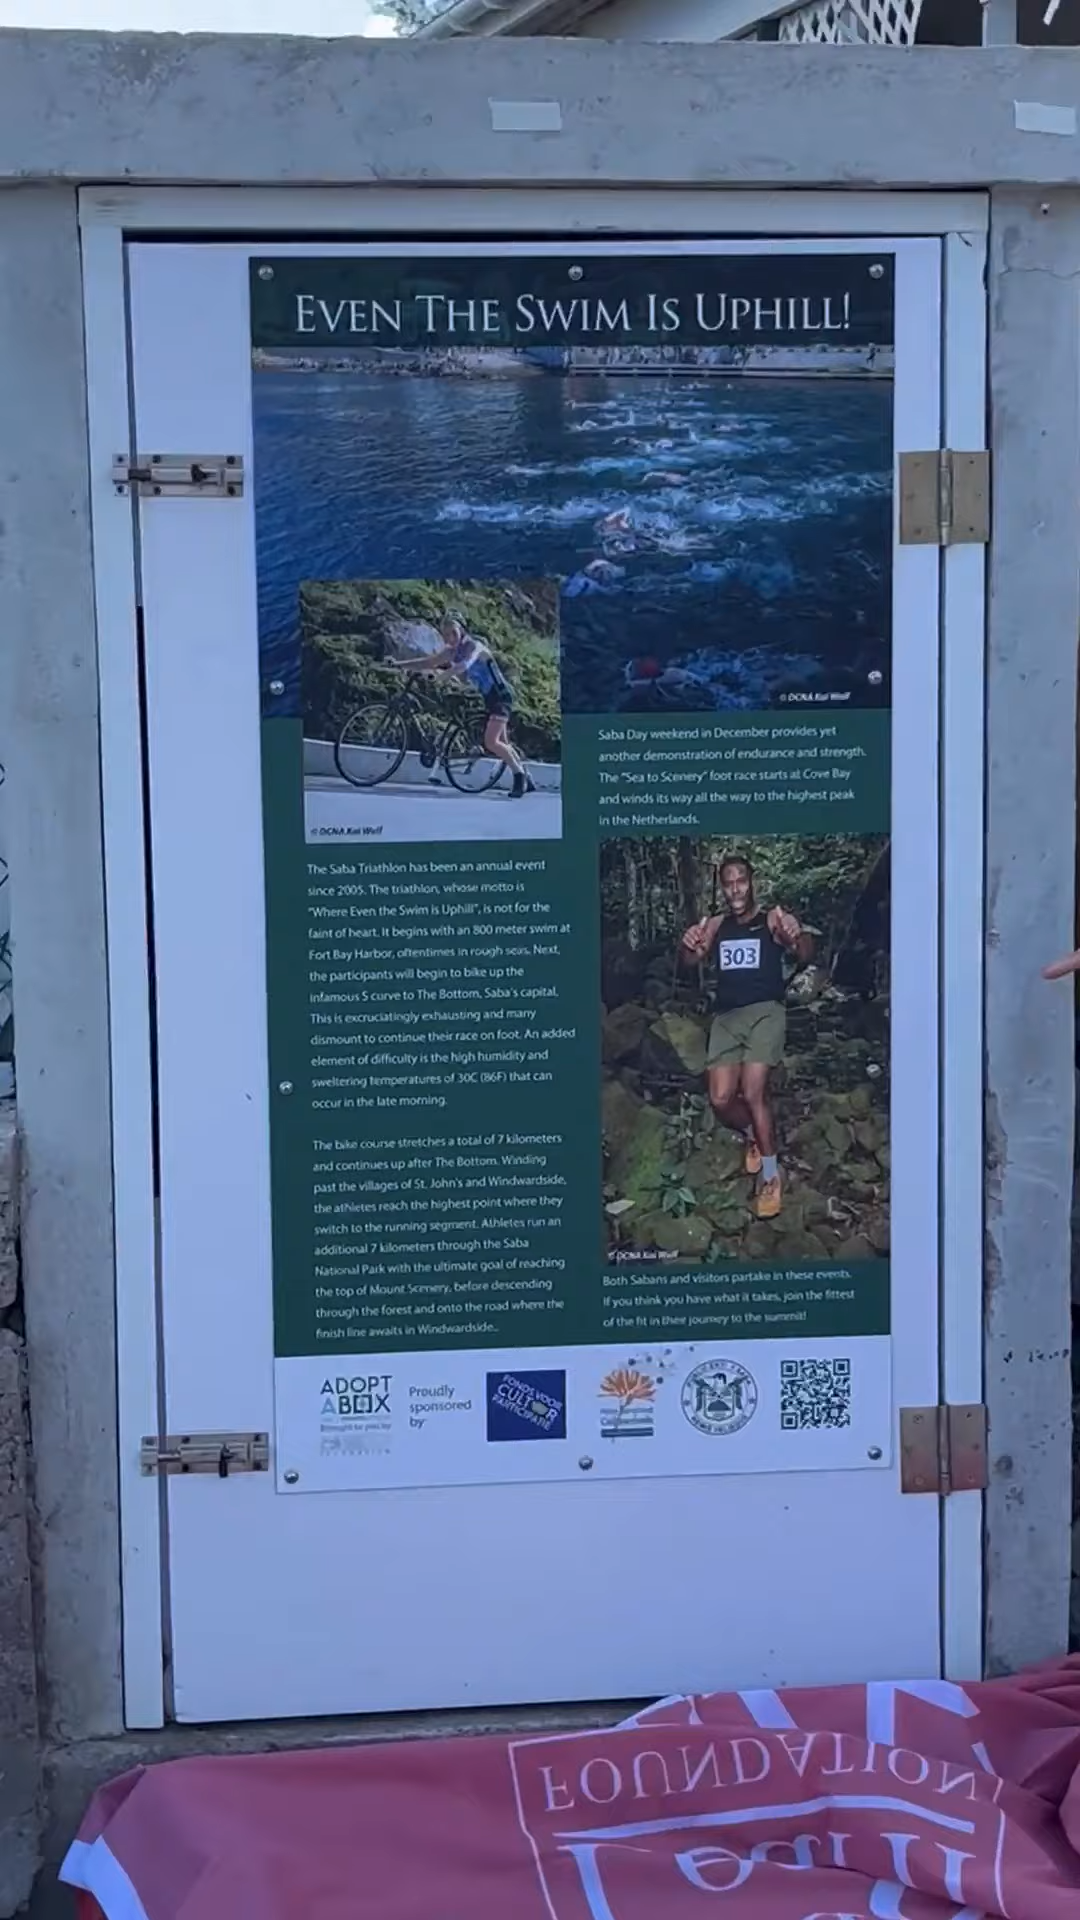 EVEN THE SWIM IS UPHILL!
© DCNA Kai Wulf
© DCNA Kai Wulf
The Saba Triathlon has been an annual event
since 2005. The triathlon, whose motto is
"Where Even the Swim is Uphill", is not for the
faint of heart. It begins with an 800 meter swim at
Fort Bay Harbor, oftentimes in rough seas. Next,
the participants will begin to bike up the
infamous S curve to The Bottom, Saba's capital.
This is excruciatingly exhausting and many
dismount to continue their race on foot. An added
element of difficulty is the high humidity and
sweltering temperatures of 30C (86F) that can
occur in the late morning.
The bike course stretches a total of 7 kilometers
and continues up after The Bottom. Winding
past the villages of St. John's and Windwardside,
the athletes reach the highest point where they
switch to the running segment. Athletes run an
additional 7 kilometers through the Saba
National Park with the ultimate goal of reaching
the top of Mount Scenery, before descending
through the forest and onto the road where the
finish line awaits in Windwardside..
Saba Day weekend in December provides yet
another demonstration of endurance and strength.
The "Sea to Scenery" foot race starts at Cove Bay
and winds its way all the way to the highest peak
in the Netherlands.
303
© DCNA Kai Wulf
Both Sabans and visitors partake in these events.
If you think you have what it takes, join the fittest
of the fit in their journey to the summit!
ADOPT
A BOX
Brought to you by
Proudly
sponsored
by
FONDS VOOR
CULTUUR
PARTICIPATIE
FOUNDATION